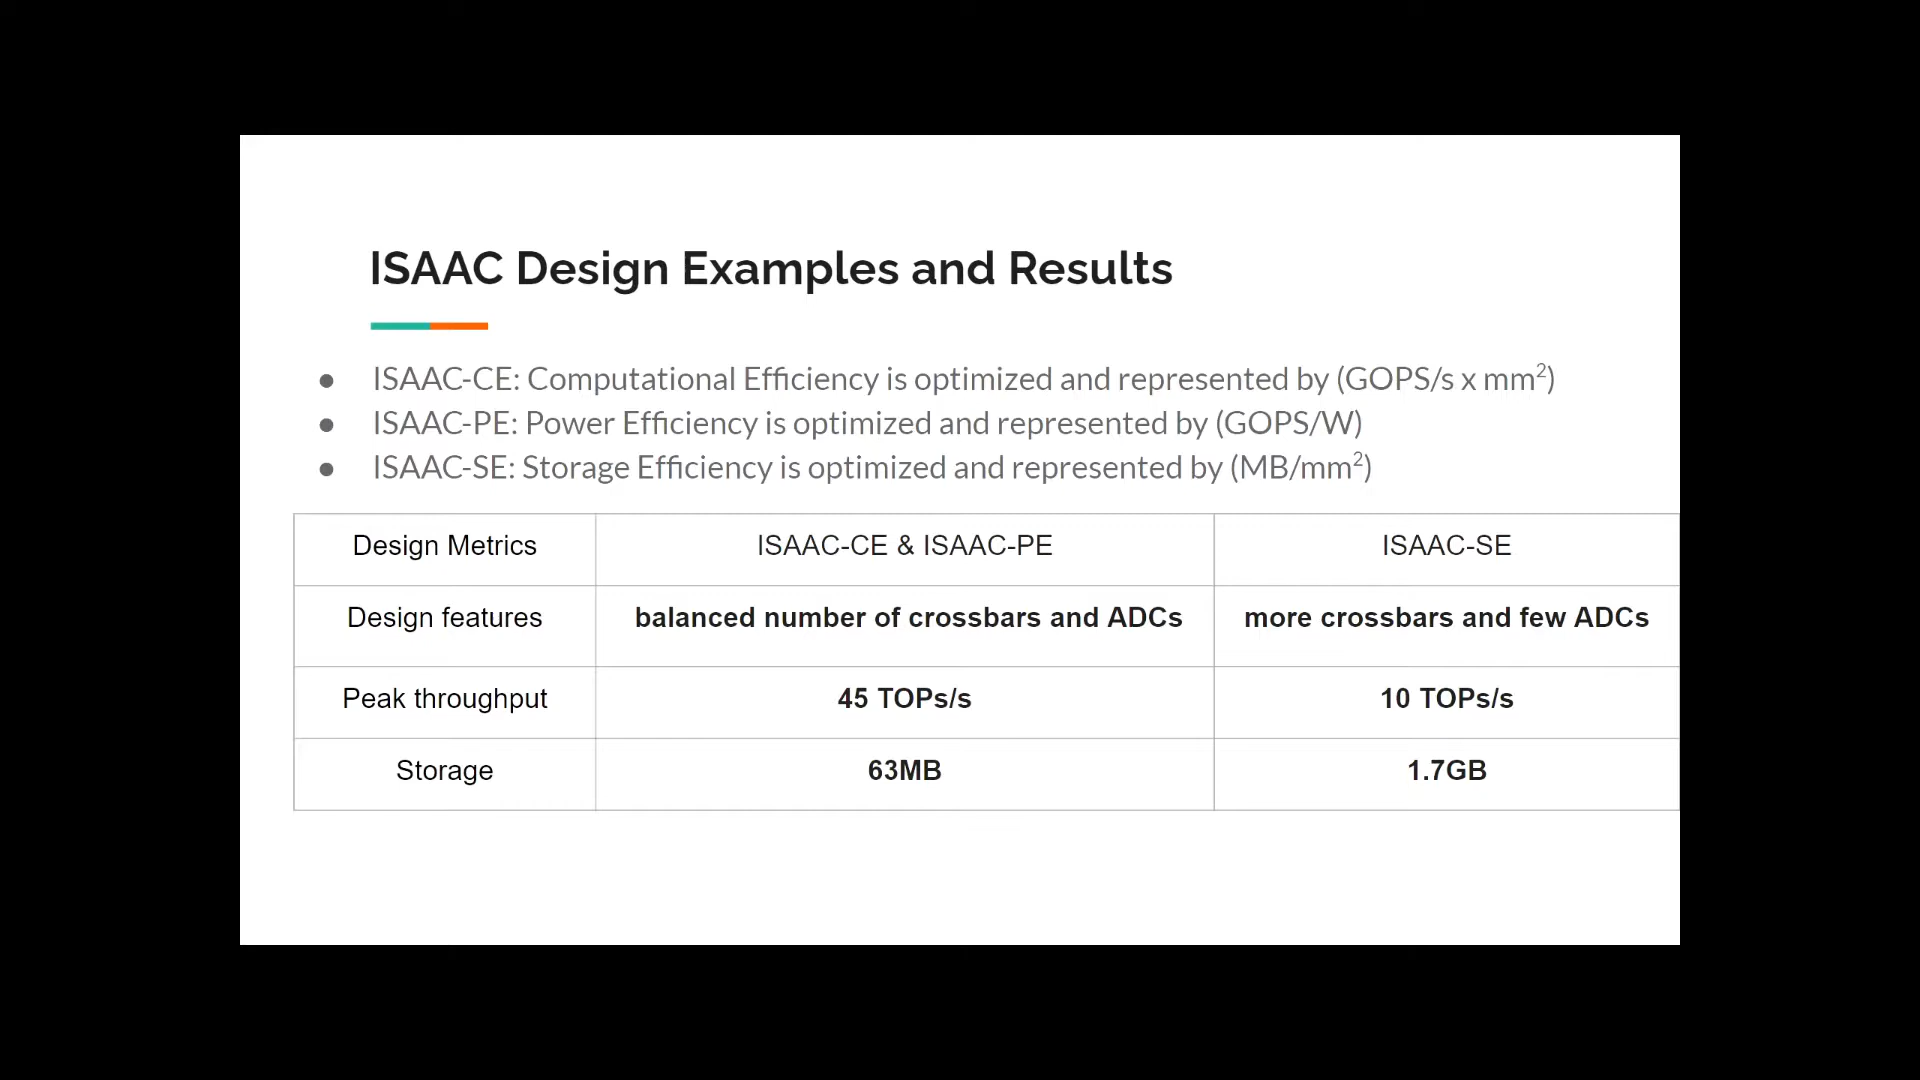 ISAAC Design Examples and Results
● ISAAC-CE: Computational Efficiency is optimized and represented by (GOPS/s x mm²)
● ISAAC-PE: Power Efficiency is optimized and represented by (GOPS/W)
● ISAAC-SE: Storage Efficiency is optimized and represented by (MB/mm²)
Design Metrics ISAAC-CE & ISAAC-PE ISAAC-SE
Design features balanced number of crossbars and ADCs more crossbars and few ADCs
Peak throughput 45 TOPs/s 10 TOPs/s
Storage 63MB 1.7GB